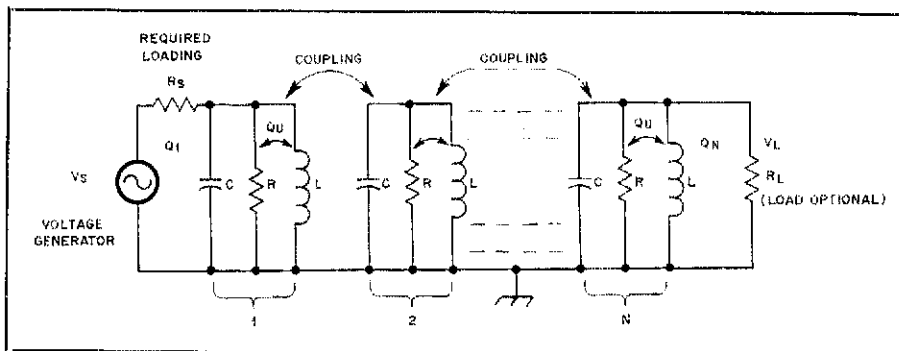 REQUIRED
LOADING
COUPLING
COUPLING
RS
Q1
QU
QU
QN
VL
VS
C
R
L
C
R
L
C
R
L
RL
(LOAD OPTIONAL)
VOLTAGE
GENERATOR
1
2
N